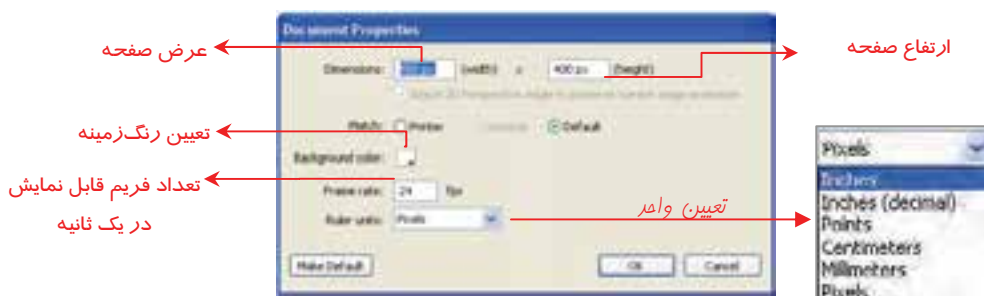 Document Properties
عرض صفحه
ارتفاع صفحه
Dimensions: (width) x 400 px (height)
Match: Printer Default
تعیین رنگ‌زمینه
Background color:
تعداد فریم قابل نمایش
در یک ثانیه
Frame rate: 24 fps
Ruler units: Pixels
تعیین واحد
Make Default OK Cancel
Pixels
Inches
Inches (decimal)
Points
Centimeters
Millimeters
Pixels